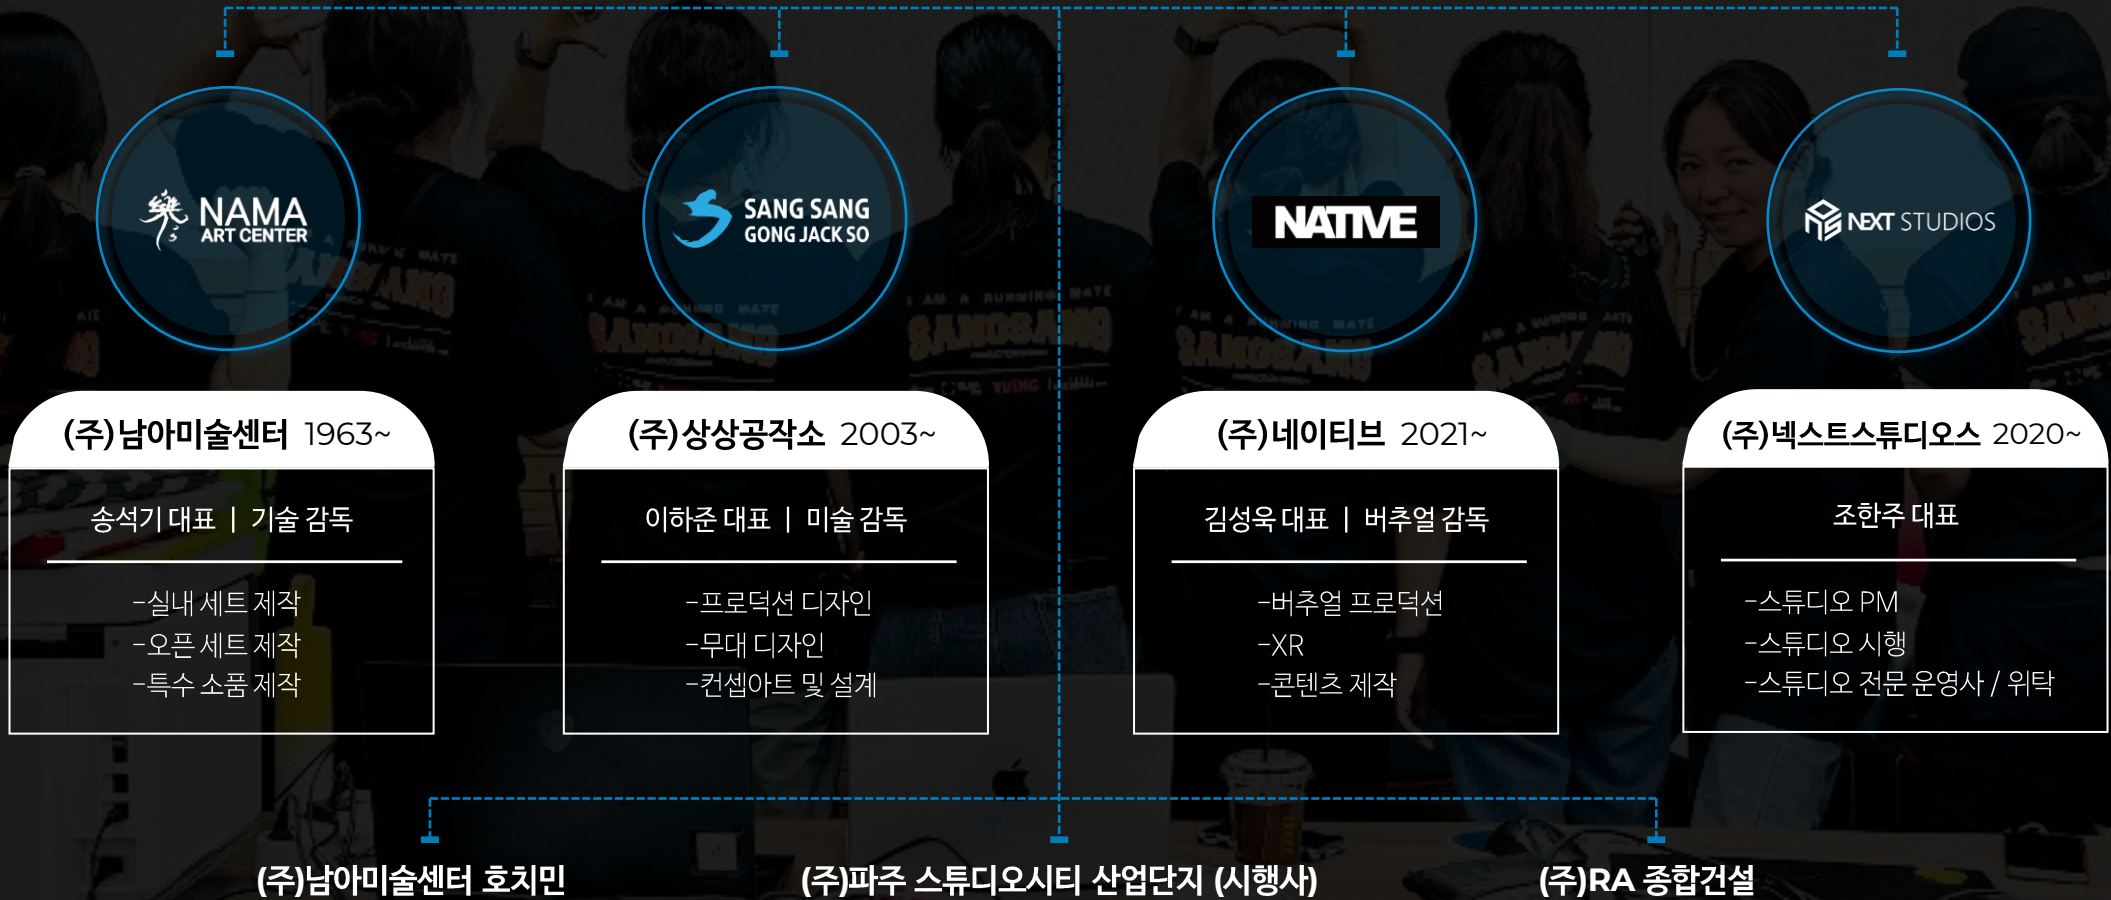 樂 NAMA
ART CENTER
SANG SANG
GONG JACK SO
NATIVE
NEXT STUDIOS
I AM A RUNNING MATE
SANGSANG
TVING
(주)남아미술센터 1963~
송석기 대표 | 기술 감독
-실내 세트 제작
-오픈 세트 제작
-특수 소품 제작
(주)상상공작소 2003~
이하준 대표 | 미술 감독
-프로덕션 디자인
-무대 디자인
-컨셉아트 및 설계
(주)네이티브 2021~
김성욱 대표 | 버추얼 감독
-버추얼 프로덕션
-XR
-콘텐츠 제작
(주)넥스트스튜디오스 2020~
조한주 대표
-스튜디오 PM
-스튜디오 시행
-스튜디오 전문 운영사 / 위탁
(주)남아미술센터 호치민
(주)파주 스튜디오시티 산업단지 (시행사)
(주)RA 종합건설